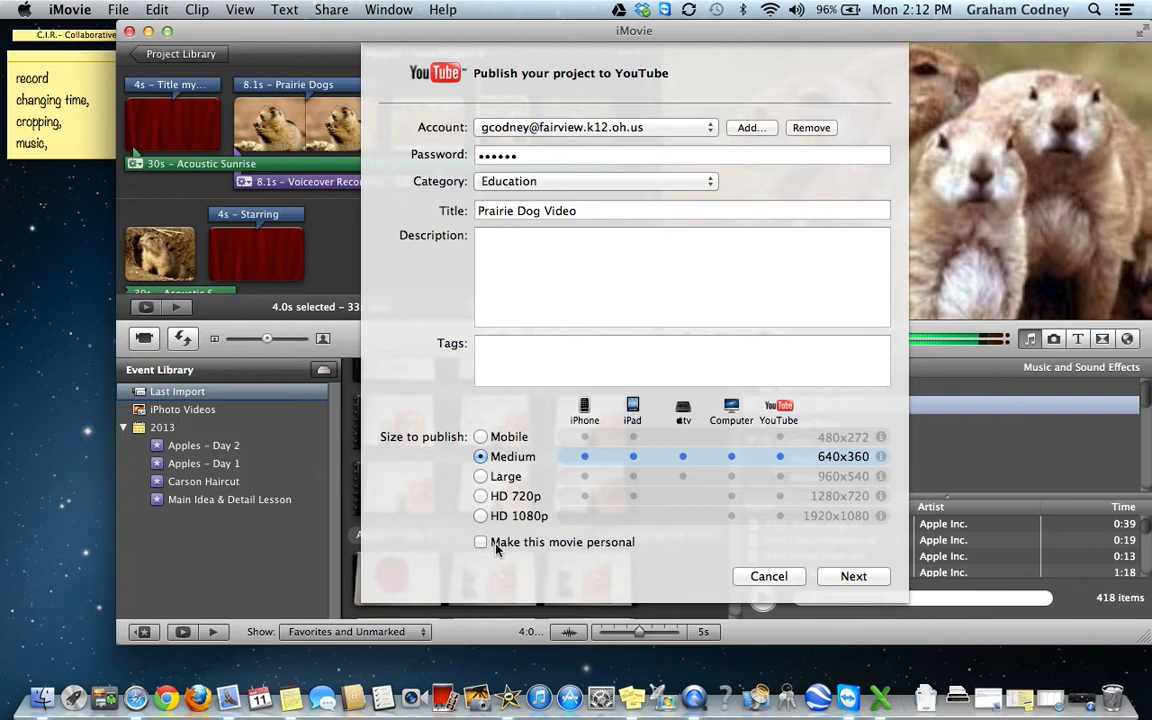 iMovie File Edit Clip View Text Share Window Help 96% Mon 2:12 PM Graham Codney
C.I.R.- Collaborative
iMovie
record
changing time,
cropping,
music,
Project Library
4s – Title my...
8.1s – Prairie Dogs
30s – Acoustic Sunrise
8.1s – Voiceover Recor
4s – Starring
30s – Acoustic S
4.0s selected – 33
YouTube Publish your project to YouTube
Account: gcodney@fairview.k12.oh.us Add... Remove
Password: ••••••
Category: Education
Title: Prairie Dog Video
Description:
Tags:
iPhone iPad tv Computer YouTube
Size to publish: Mobile 480x272
Medium 640x360
Large 960x540
HD 720p 1280x720
HD 1080p 1920x1080
Make this movie personal
Cancel Next
Event Library
Last Import
iPhoto Videos
2013
Apples – Day 2
Apples – Day 1
Carson Haircut
Main Idea & Detail Lesson
Music and Sound Effects
Artist Time
Apple Inc. 0:39
Apple Inc. 0:19
Apple Inc. 0:13
Apple Inc. 1:18
418 items
Show: Favorites and Unmarked 4:0... 5s